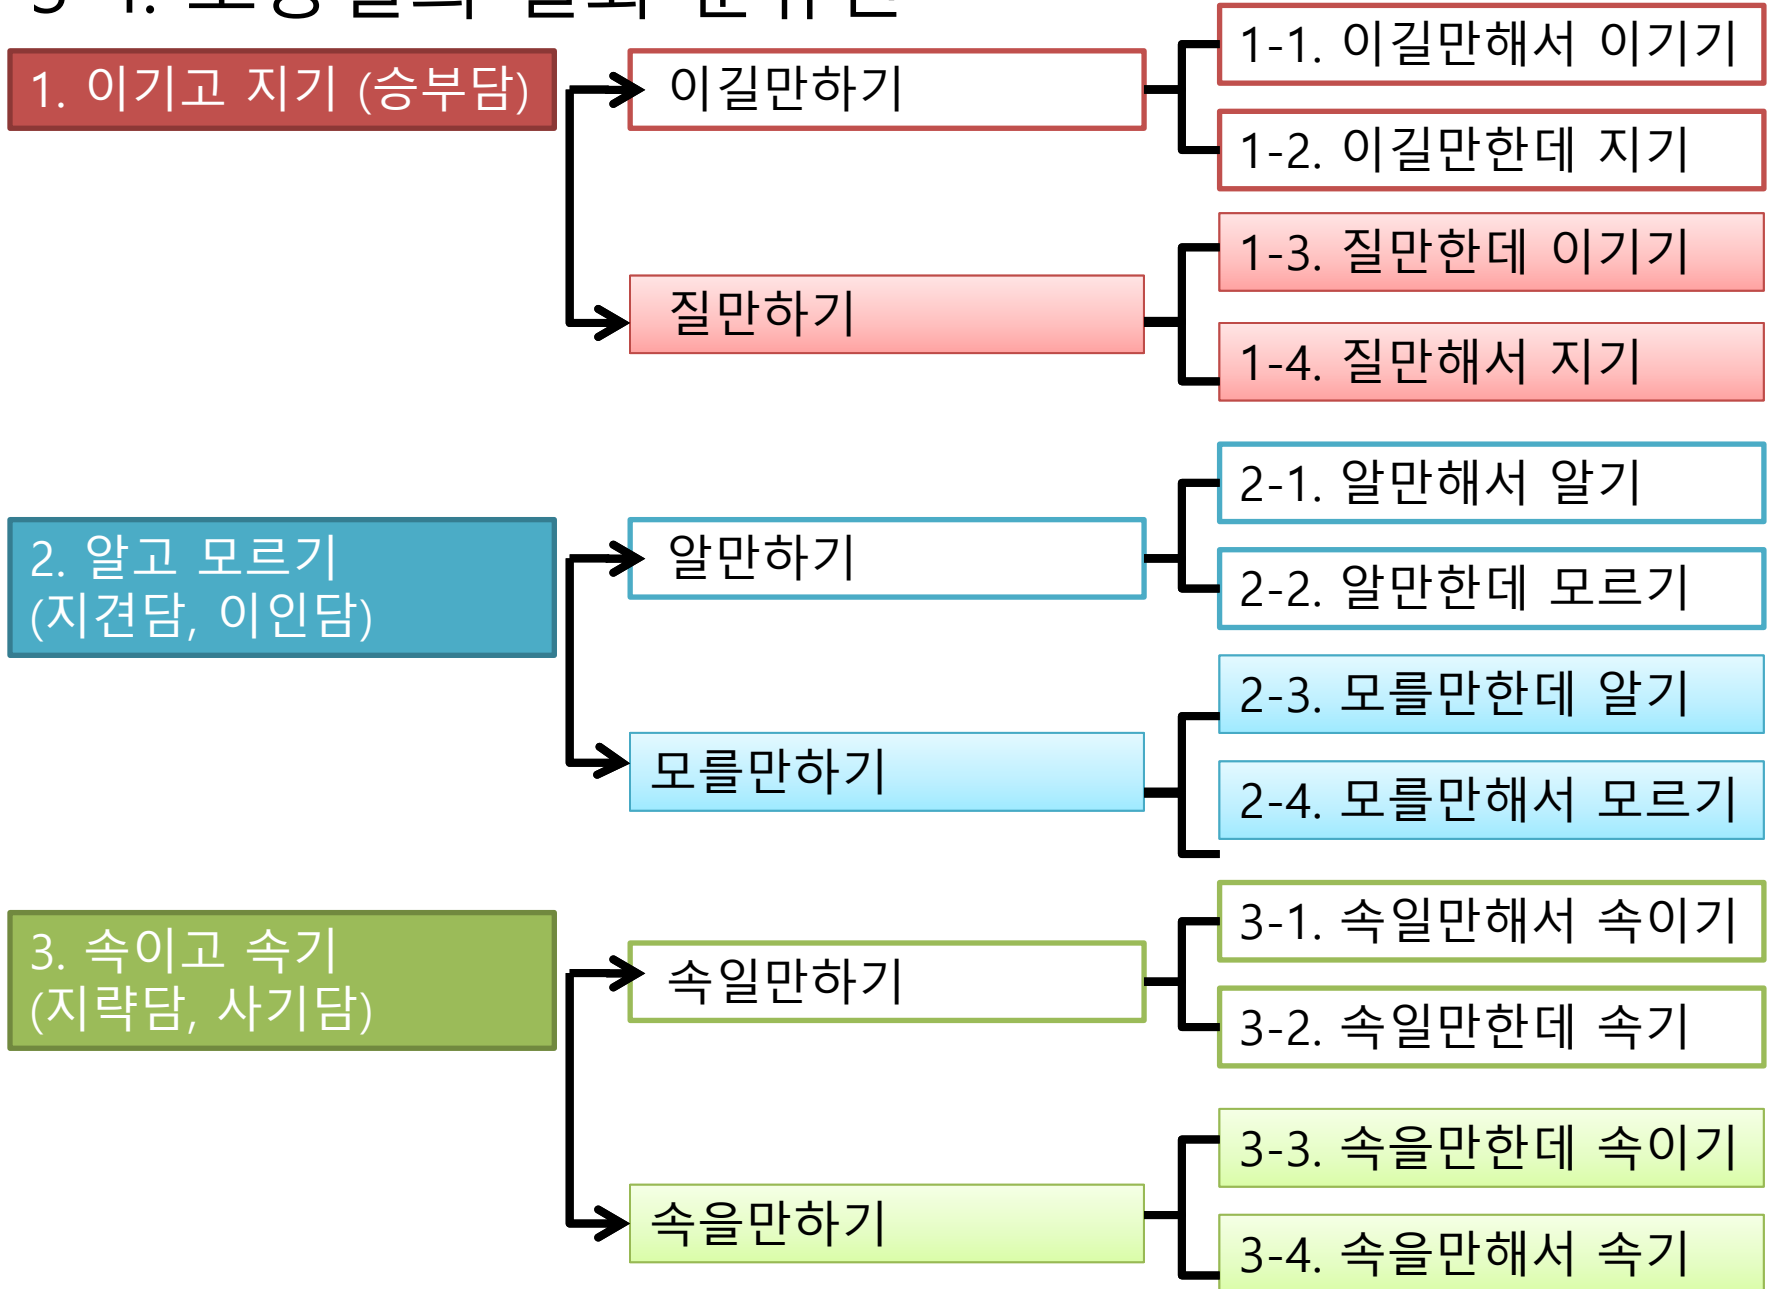 1. 이기고 지기 (승부담)
이길만하기
1-1. 이길만해서 이기기
1-2. 이길만한데 지기
질만하기
1-3. 질만한데 이기기
1-4. 질만해서 지기
2. 알고 모르기
(지견담, 이인담)
알만하기
2-1. 알만해서 알기
2-2. 알만한데 모르기
모를만하기
2-3. 모를만한데 알기
2-4. 모를만해서 모르기
3. 속이고 속기
(지략담, 사기담)
속일만하기
3-1. 속일만해서 속이기
3-2. 속일만한데 속기
속을만하기
3-3. 속을만한데 속이기
3-4. 속을만해서 속기